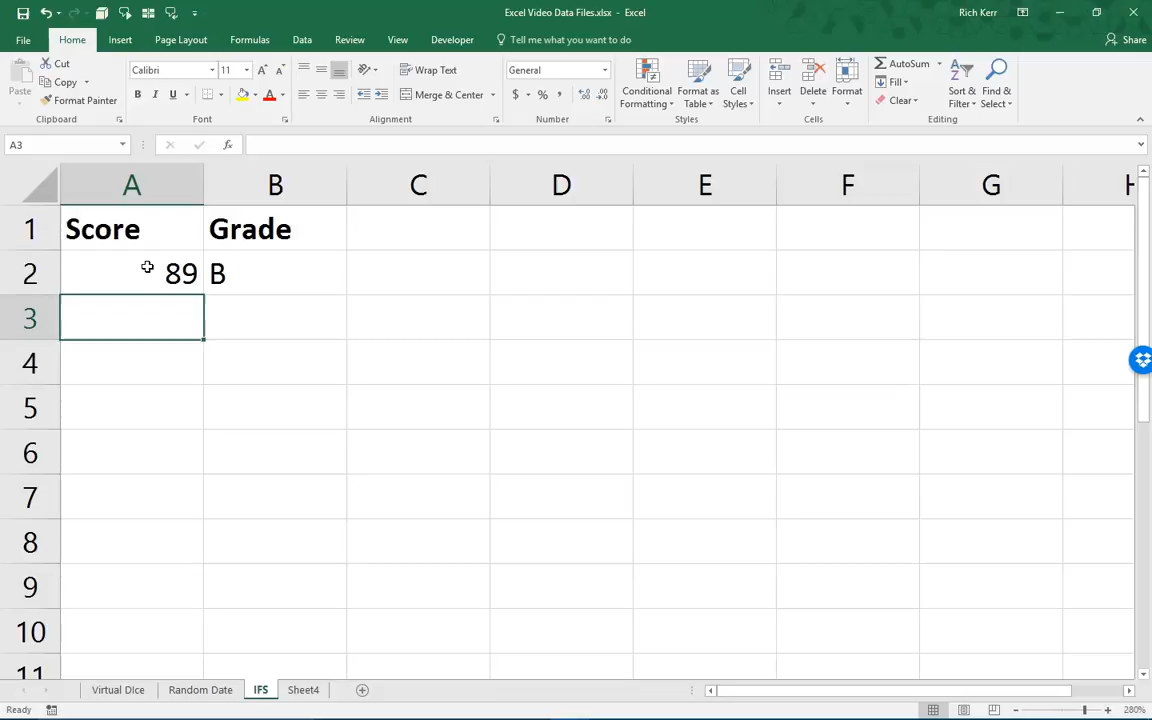 Excel Video Data Files.xlsx - Excel
Rich Kerr
File Home Insert Page Layout Formulas Data Review View Developer Tell me what you want to do Share
Paste Cut Copy Format Painter
Calibri 11 A A
B I U A
Wrap Text
Merge & Center
General
$ % ,
Conditional Formatting
Format as Table
Cell Styles
Insert Delete Format
AutoSum
Fill
Clear
Sort & Filter
Find & Select
Clipboard Font Alignment Number Styles Cells Editing
A3 fx
A B C D E F G H
1 Score Grade
2 89 B
3
4
5
6
7
8
9
10
11
Virtual DIce Random Date IFS Sheet4
Ready 280%